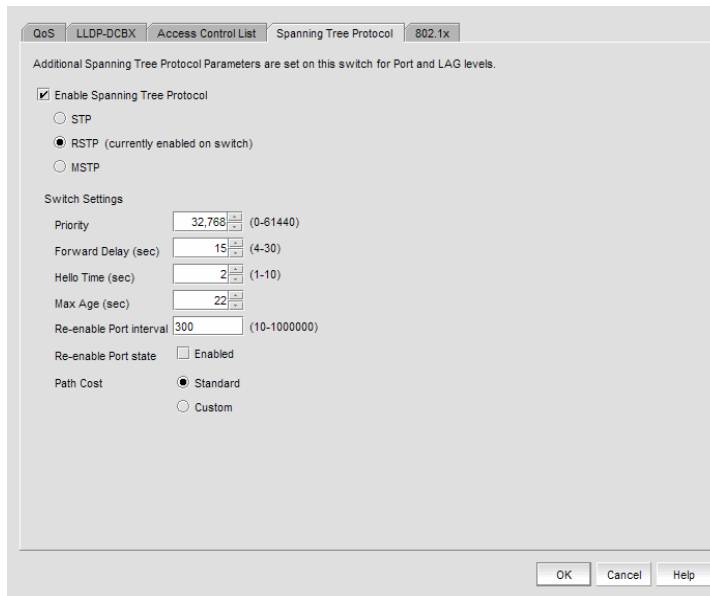 QoS LLDP-DCBX Access Control List Spanning Tree Protocol 802.1x
Additional Spanning Tree Protocol Parameters are set on this switch for Port and LAG levels.
Enable Spanning Tree Protocol
STP
RSTP (currently enabled on switch)
MSTP
Switch Settings
Priority 32,768 (0-61440)
Forward Delay (sec) 15 (4-30)
Hello Time (sec) 2 (1-10)
Max Age (sec) 22
Re-enable Port interval 300 (10-1000000)
Re-enable Port state Enabled
Path Cost Standard
Custom
OK Cancel Help